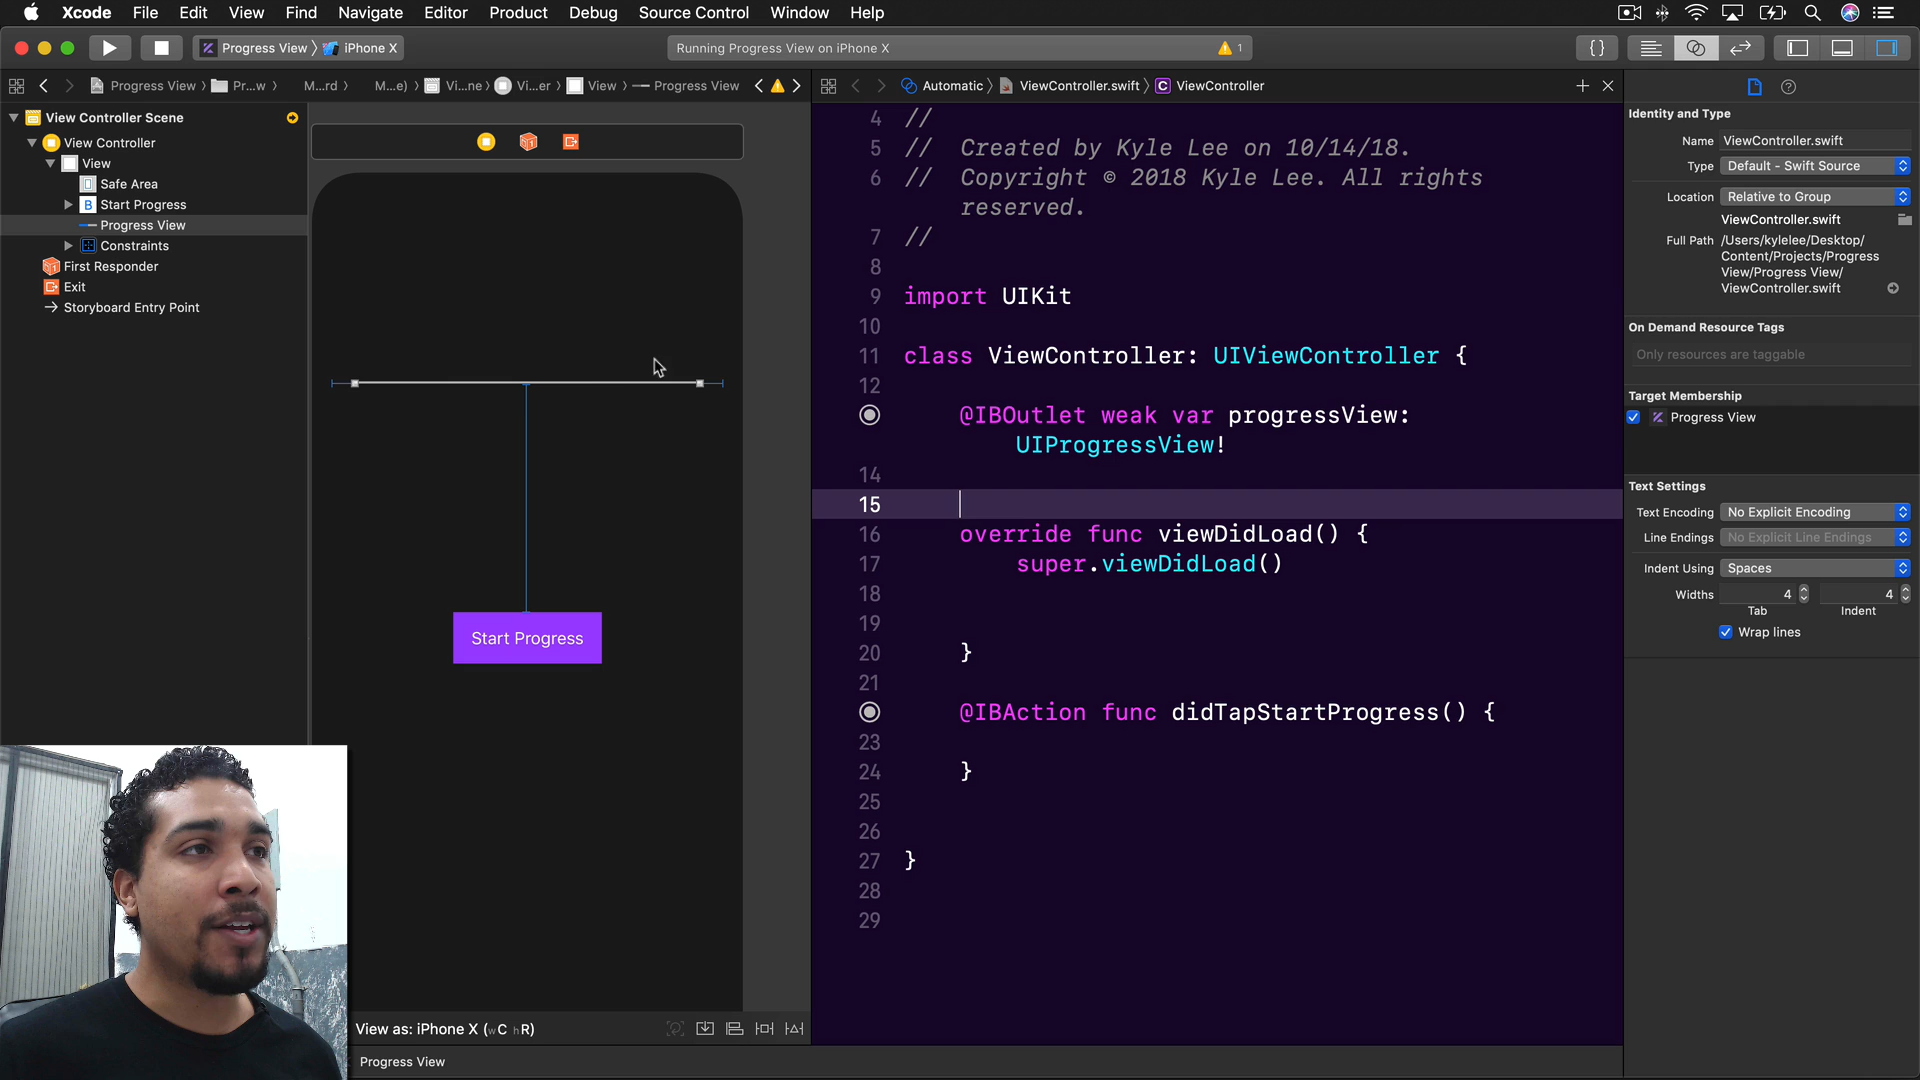 Xcode File Edit View Find Navigate Editor Product Debug Source Control Window Help
Progress View iPhone X
Running Progress View on iPhone X
1
{}
Progress View Pr...w M...rd M...e) Vi...ne Vi...er View Progress View
Automatic ViewController.swift C ViewController
View Controller Scene
View Controller
View
Safe Area
B Start Progress
Progress View
Constraints
First Responder
Exit
Storyboard Entry Point
Start Progress
View as: iPhone X (wC hR)
Progress View
4 //
5 // Created by Kyle Lee on 10/14/18.
6 // Copyright © 2018 Kyle Lee. All rights
reserved.
7 //
8
9 import UIKit
10
11 class ViewController: UIViewController {
12
@IBOutlet weak var progressView:
UIProgressView!
14
15
16 override func viewDidLoad() {
17 super.viewDidLoad()
18
19
20 }
21
@IBAction func didTapStartProgress() {
23
24 }
25
26
27 }
28
29
Identity and Type
Name ViewController.swift
Type Default - Swift Source
Location Relative to Group
ViewController.swift
Full Path /Users/kylelee/Desktop/
Content/Projects/Progress
View/Progress View/
ViewController.swift
On Demand Resource Tags
Only resources are taggable
Target Membership
Progress View
Text Settings
Text Encoding No Explicit Encoding
Line Endings No Explicit Line Endings
Indent Using Spaces
Widths 4 4
Tab Indent
Wrap lines